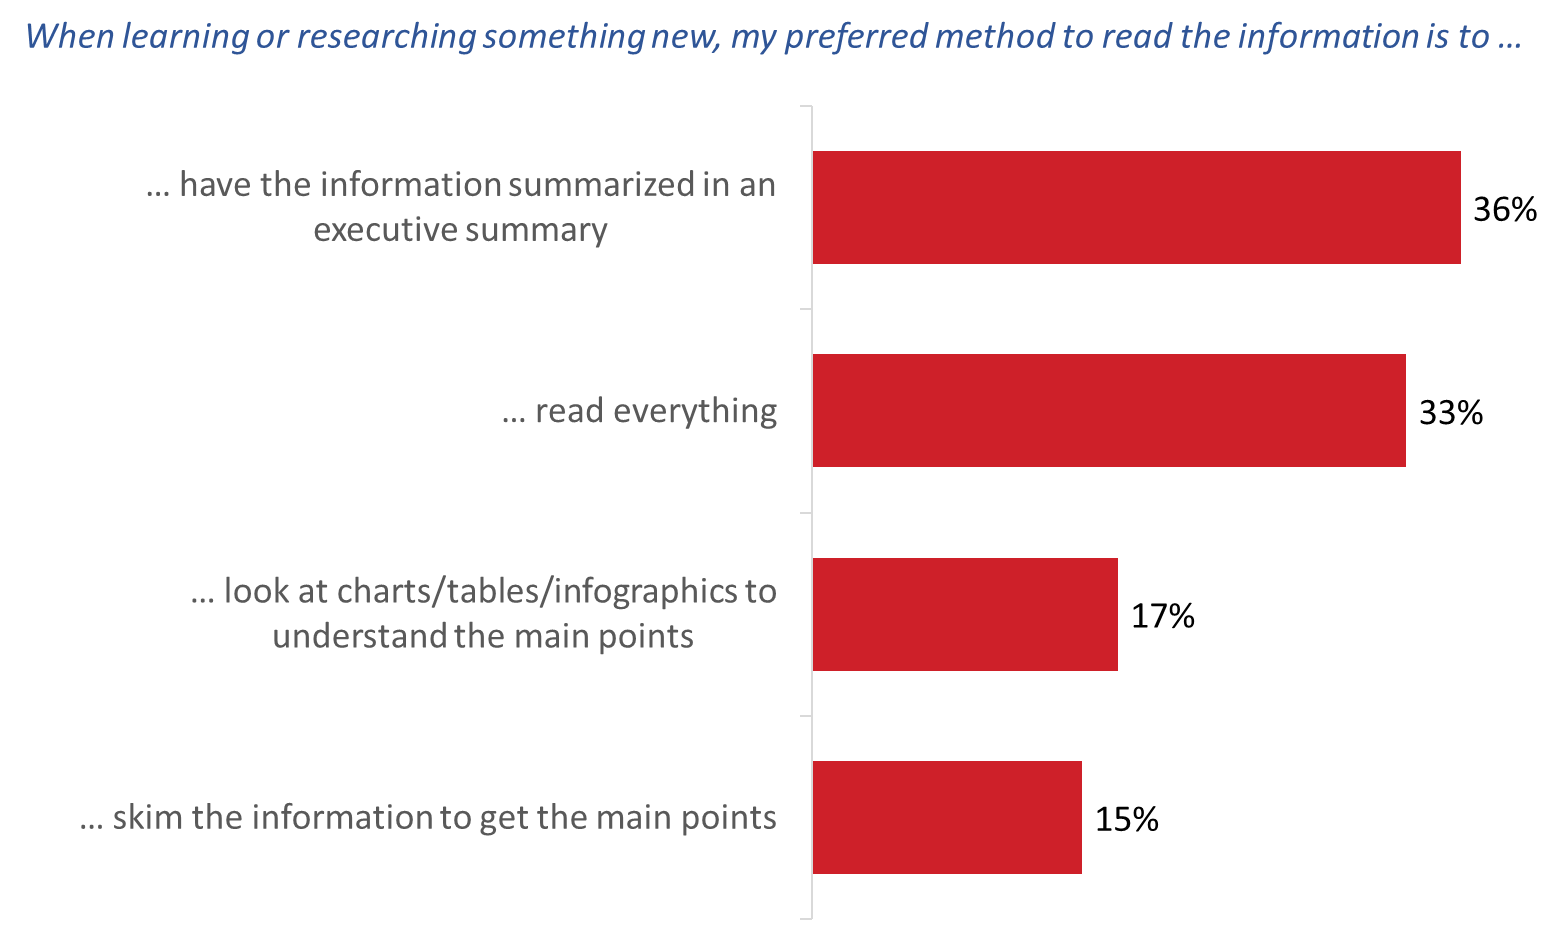 When learning or researching something new, my preferred method to read the information is to …
… have the information summarized in an
executive summary
36%
… read everything
33%
… look at charts/tables/infographics to
understand the main points
17%
… skim the information to get the main points
15%